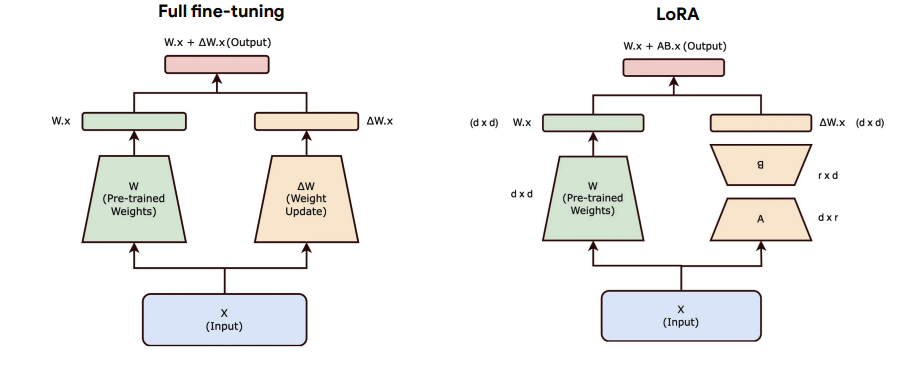 Full fine-tuning
W.x + ΔW.x (Output)
W.x
ΔW.x
W
(Pre-trained
Weights)
ΔW
(Weight
Update)
X
(Input)
LoRA
W.x + AB.x (Output)
(d x d) W.x
ΔW.x (d x d)
B
r x d
d x d
W
(Pre-trained
Weights)
A
d x r
X
(Input)